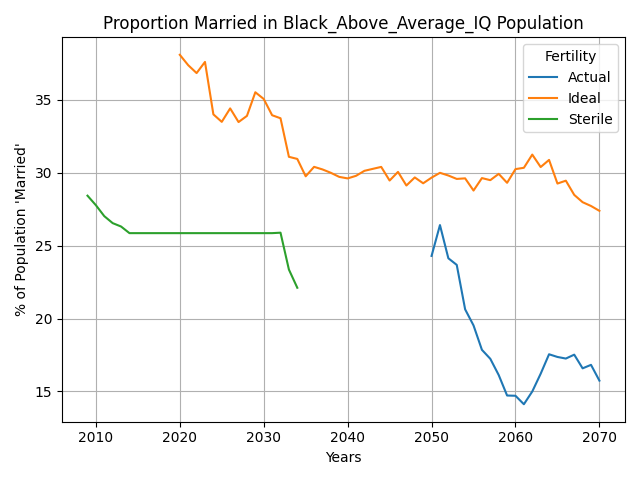 Proportion Married in Black_Above_Average_IQ Population
Fertility
Actual
Ideal
Sterile
% of Population 'Married'
35
30
25
20
15
2010 2020 2030 2040 2050 2060 2070
Years